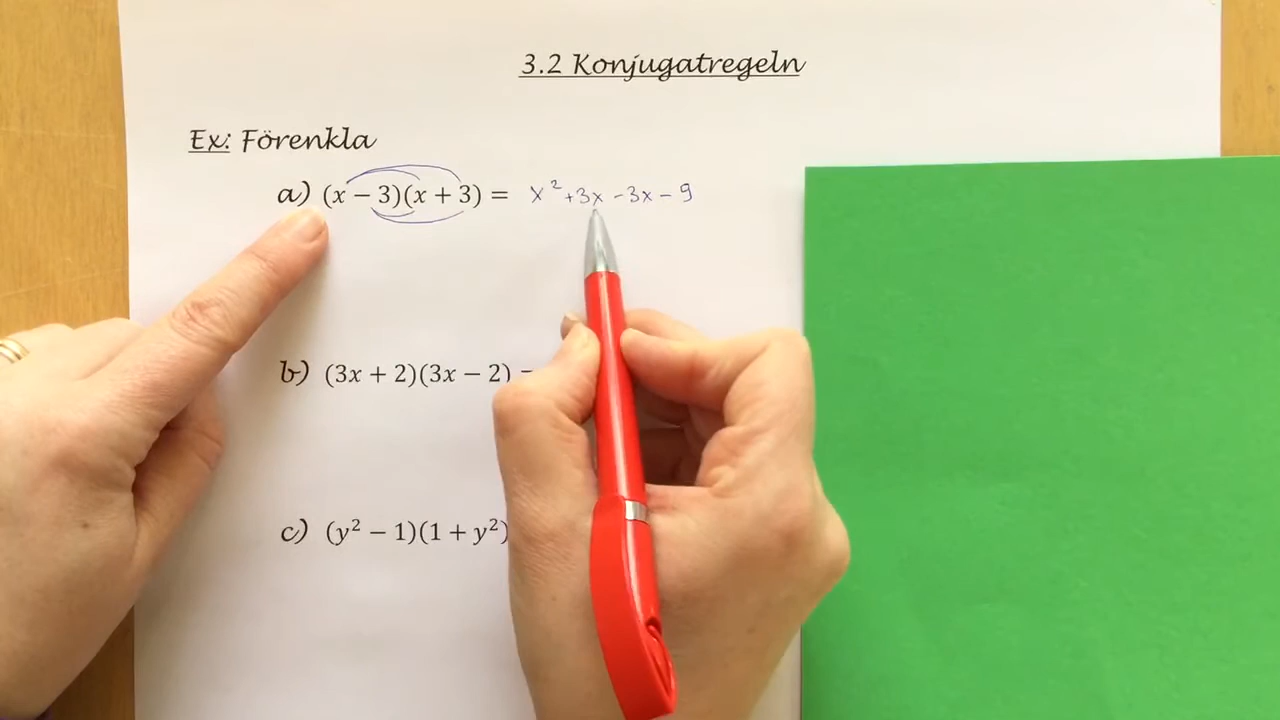 3.2 Konjugatregeln
Ex: Förenkla
a) (x − 3)(x + 3) = x² + 3x − 3x − 9
b) (3x + 2)(3x − 2) =
c) (y² − 1)(1 + y²)